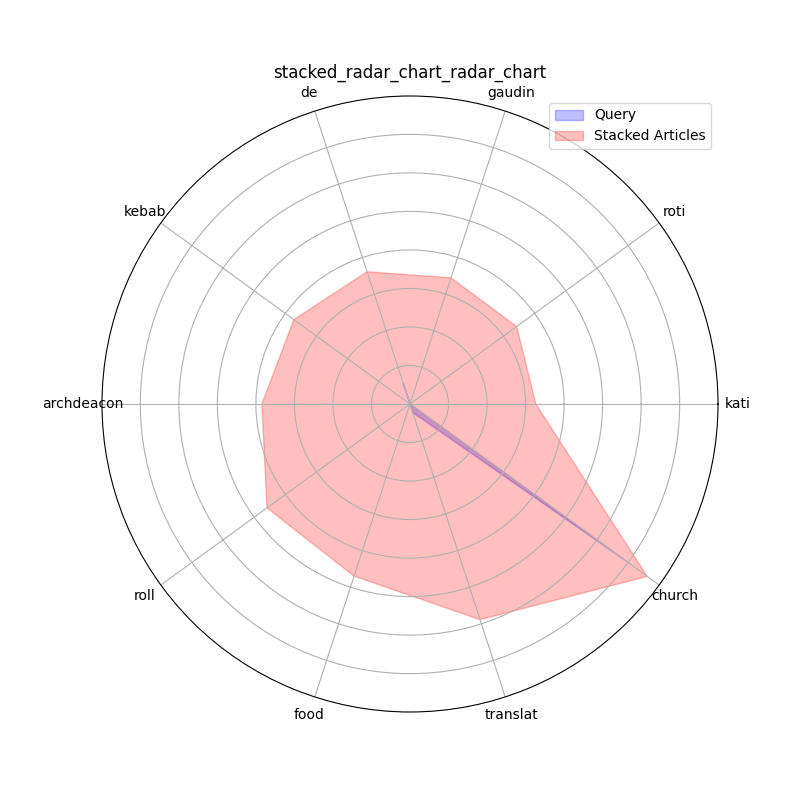 stacked_radar_chart_radar_chart
de
gaudin
Query
Stacked Articles
kebab
roti
archdeacon
kati
roll
church
food
translat